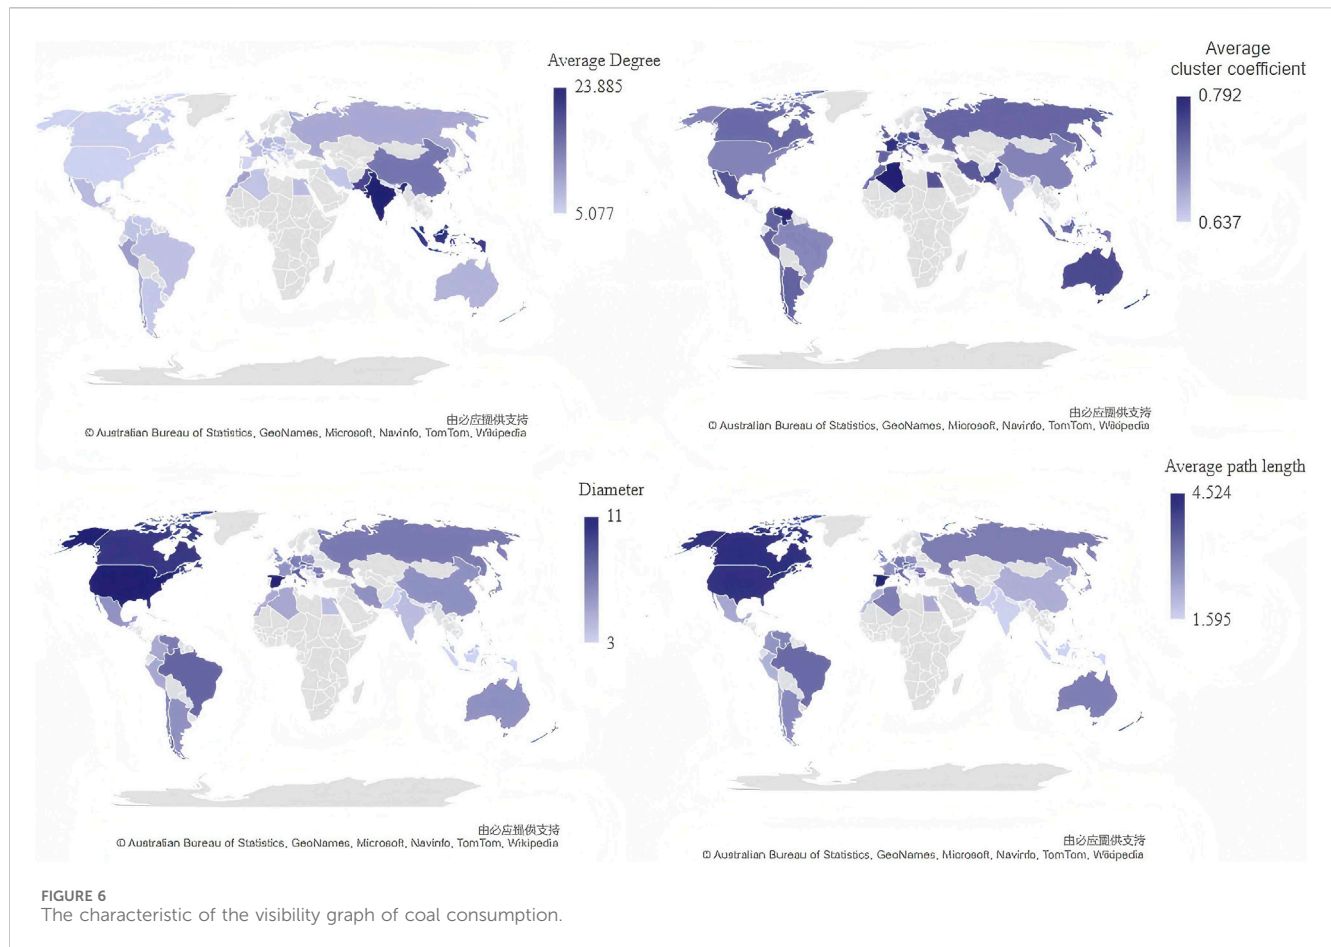 Average Degree
23.885
5.077
由必应提供支持
© Australian Bureau of Statistics, GeoNames, Microsoft, Navinfo, TomTom, Wikipedia
Average
cluster coefficient
0.792
0.637
由必应提供支持
© Australian Bureau of Statistics, GeoNames, Microsoft, Navinfo, TomTom, Wikipedia
Diameter
11
3
由必应提供支持
© Australian Bureau of Statistics, GeoNames, Microsoft, Navinfo, TomTom, Wikipedia
Average path length
4.524
1.595
由必应提供支持
© Australian Bureau of Statistics, GeoNames, Microsoft, Navinfo, TomTom, Wikipedia
FIGURE 6
The characteristic of the visibility graph of coal consumption.